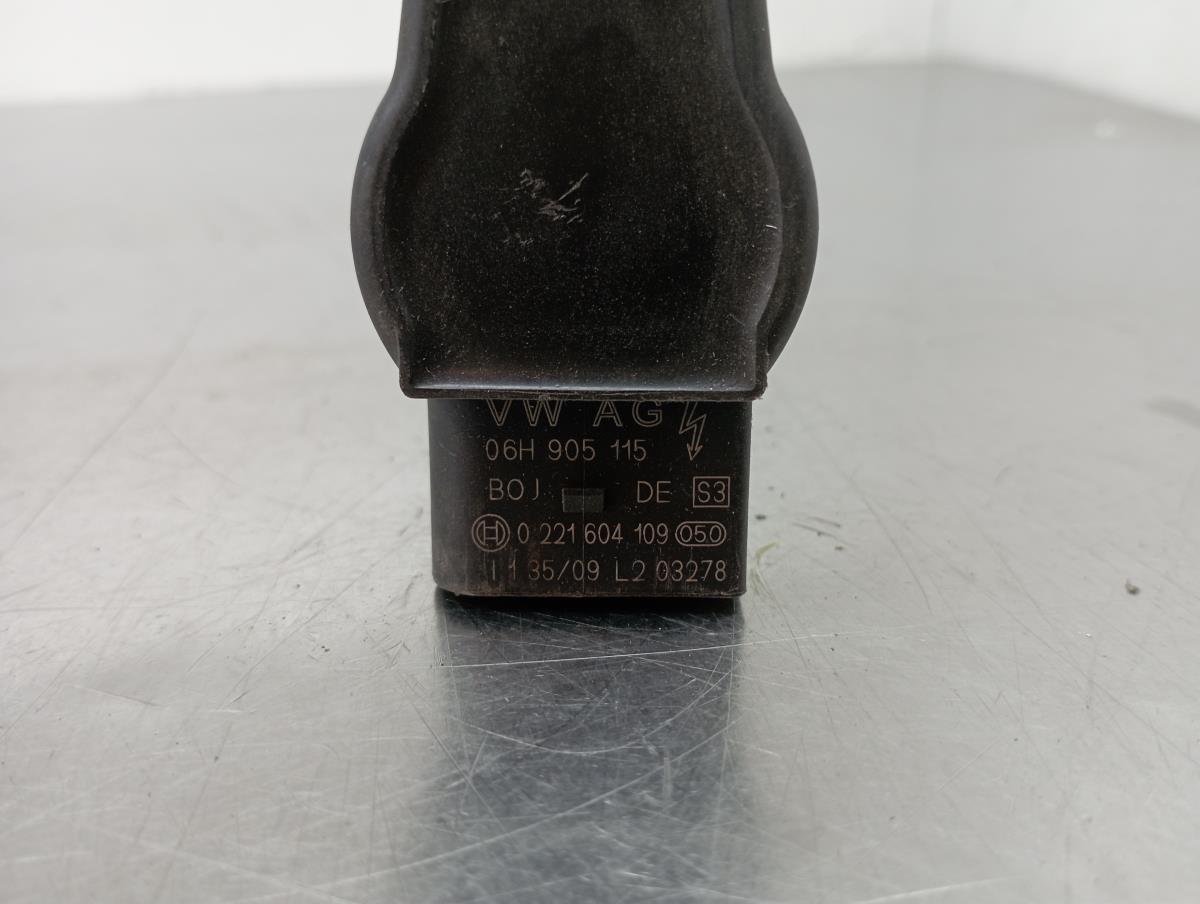 VW AG
06H 905 115
BOJ DE S3
0 221 604 109 050
1 35/09 L2 03278